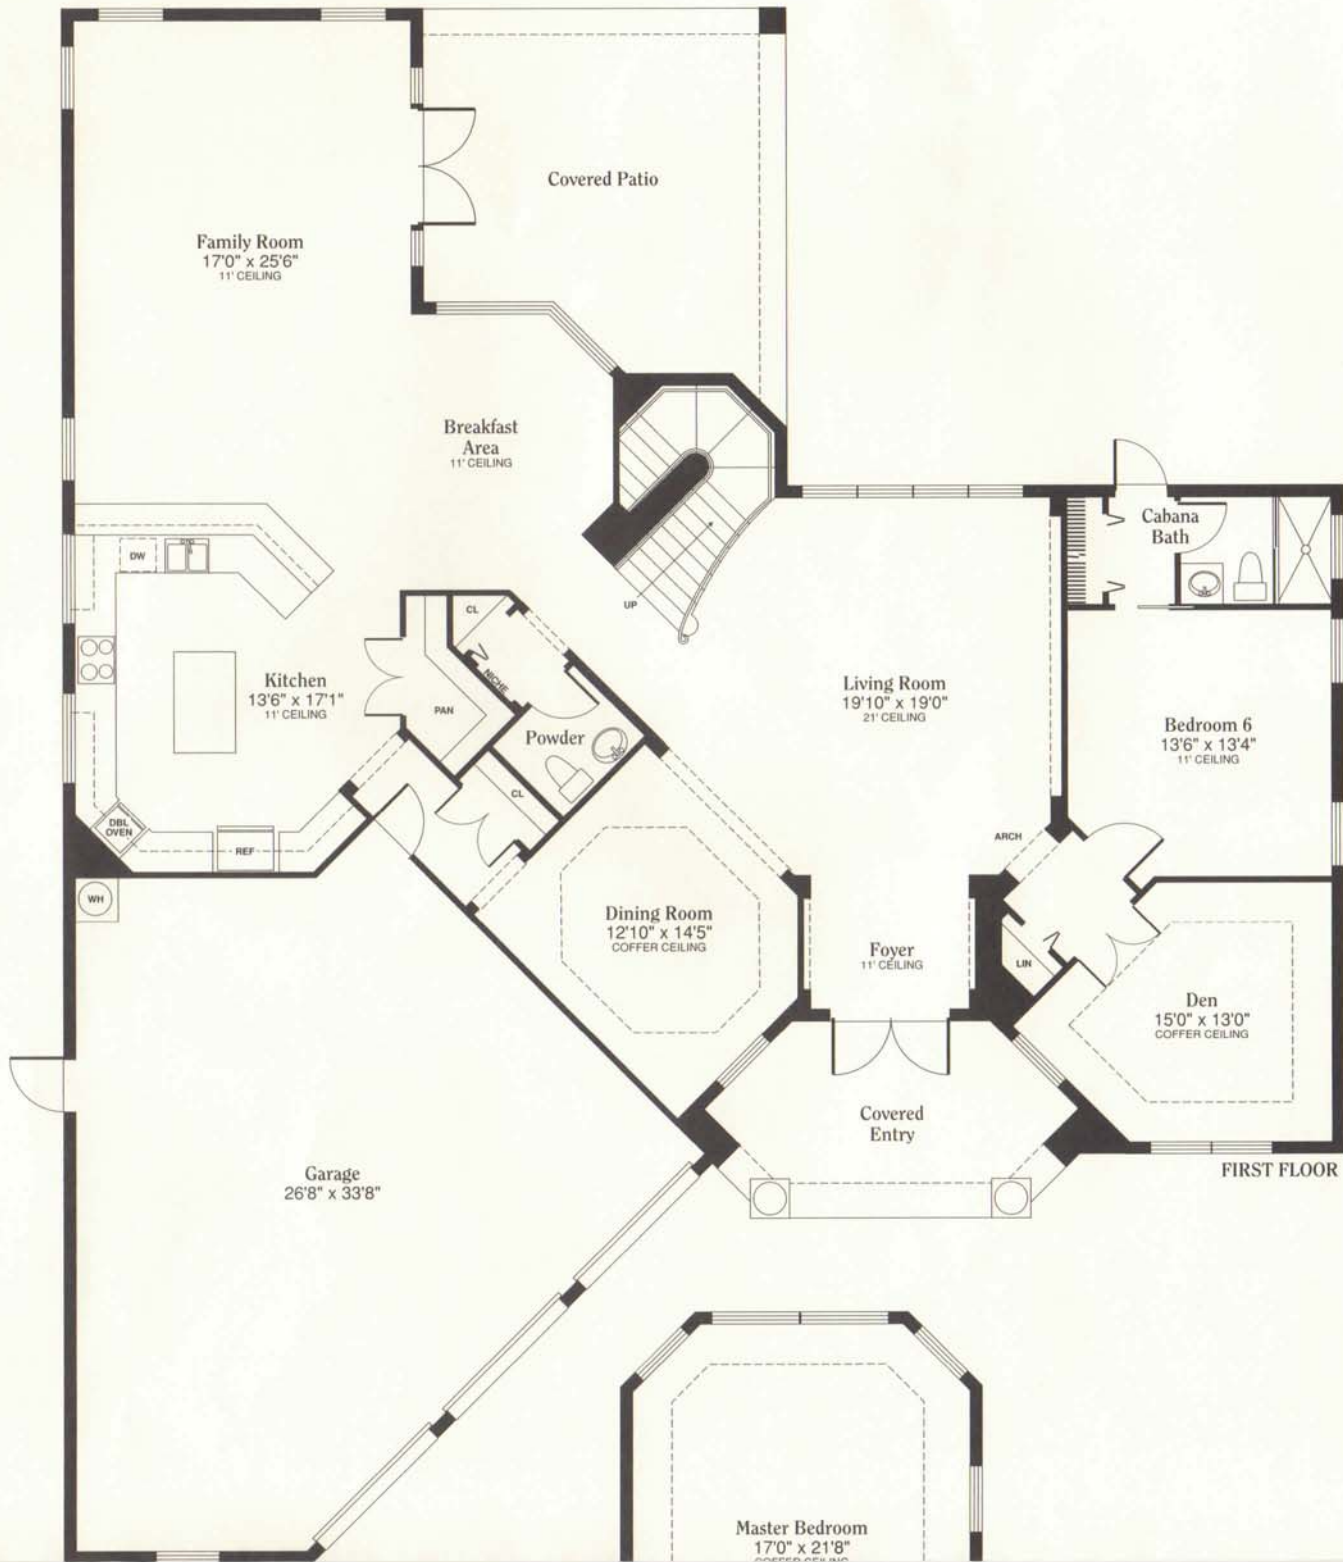 Covered Patio
Family Room
17'0" x 25'6"
11' CEILING
Breakfast
Area
11' CEILING
Cabana
Bath
DW
CL
UP
NICHE
Kitchen
13'6" x 17'1"
11' CEILING
PAN
Living Room
19'10" x 19'0"
21' CEILING
Bedroom 6
13'6" x 13'4"
11' CEILING
Powder
CL
DBL
OVEN
REF
ARCH
WH
Dining Room
12'10" x 14'5"
COFFER CEILING
Foyer
11' CEILING
LIN
Den
15'0" x 13'0"
COFFER CEILING
Covered
Entry
Garage
26'8" x 33'8"
FIRST FLOOR
Master Bedroom
17'0" x 21'8"
COFFER CEILING